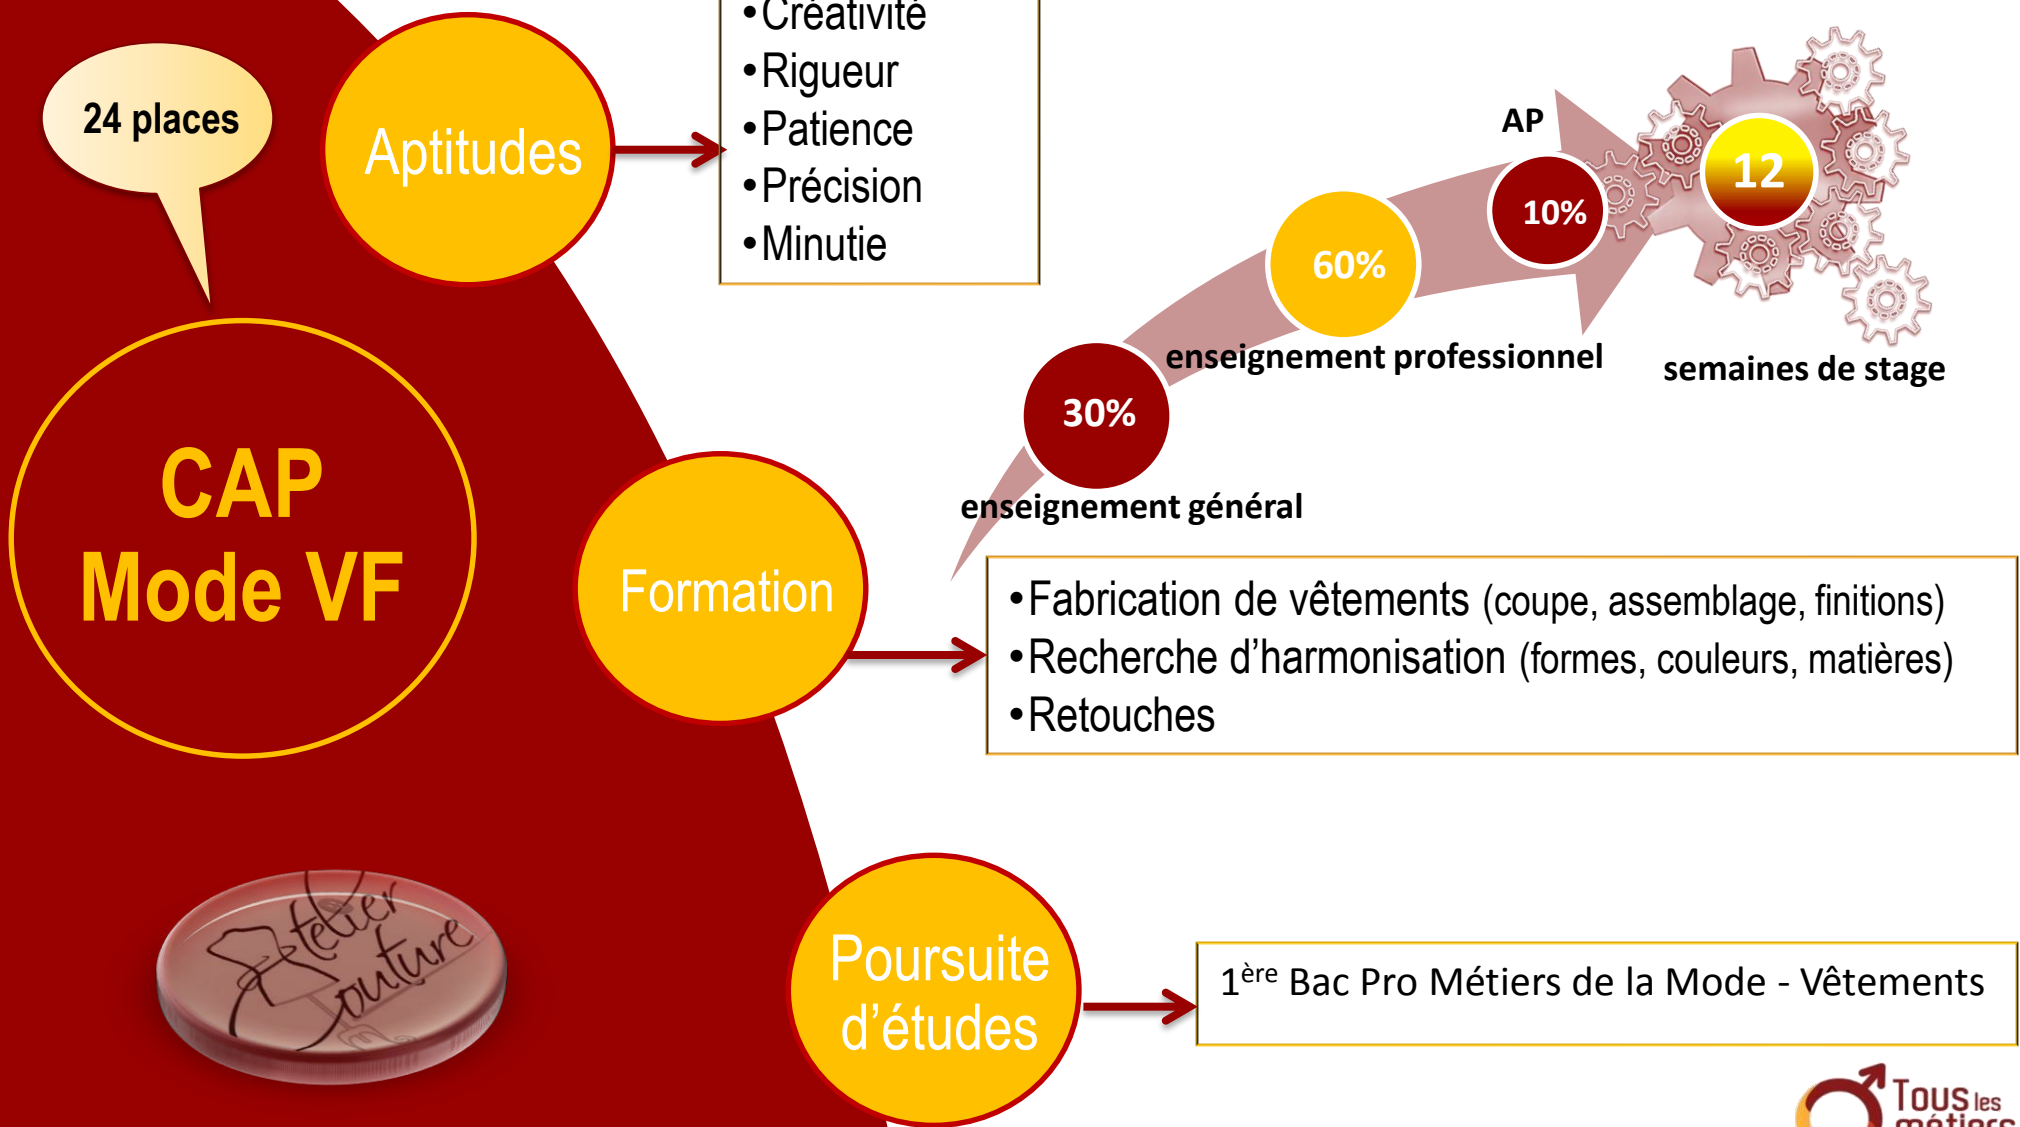 24 places
CAP
Mode VF
Aptitudes
•Créativité
•Rigueur
•Patience
•Précision
•Minutie
AP
12
10%
60%
30%
enseignement professionnel
semaines de stage
enseignement général
Formation
•Fabrication de vêtements (coupe, assemblage, finitions)
•Recherche d’harmonisation (formes, couleurs, matières)
•Retouches
Atelier
Couture
Poursuite
d’études
1ère Bac Pro Métiers de la Mode - Vêtements
Tous les
métiers